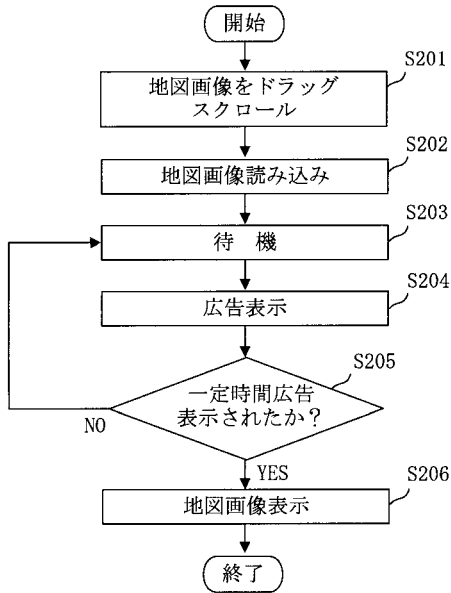 開始
S201
地図画像をドラッグ
スクロール
S202
地図画像読み込み
S203
待　機
S204
広告表示
S205
一定時間広告
表示されたか？
NO
YES
S206
地図画像表示
終了